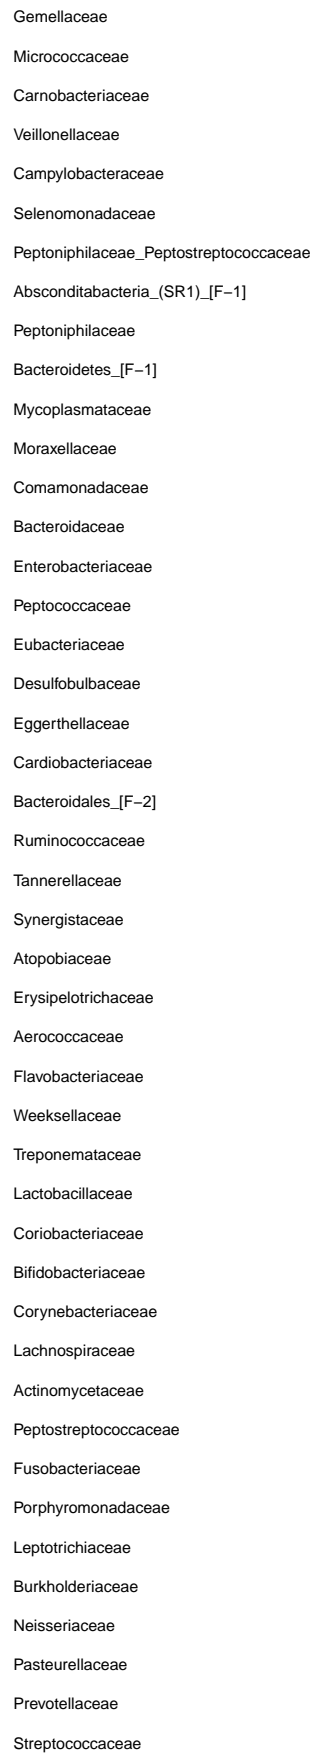 Gemellaceae
Micrococcaceae
Carnobacteriaceae
Veillonellaceae
Campylobacteraceae
Selenomonadaceae
Peptoniphilaceae_Peptostreptococcaceae
Absconditabacteria_(SR1)_[F−1]
Peptoniphilaceae
Bacteroidetes_[F−1]
Mycoplasmataceae
Moraxellaceae
Comamonadaceae
Bacteroidaceae
Enterobacteriaceae
Peptococcaceae
Eubacteriaceae
Desulfobulbaceae
Eggerthellaceae
Cardiobacteriaceae
Bacteroidales_[F−2]
Ruminococcaceae
Tannerellaceae
Synergistaceae
Atopobiaceae
Erysipelotrichaceae
Aerococcaceae
Flavobacteriaceae
Weeksellaceae
Treponemataceae
Lactobacillaceae
Coriobacteriaceae
Bifidobacteriaceae
Corynebacteriaceae
Lachnospiraceae
Actinomycetaceae
Peptostreptococcaceae
Fusobacteriaceae
Porphyromonadaceae
Leptotrichiaceae
Burkholderiaceae
Neisseriaceae
Pasteurellaceae
Prevotellaceae
Streptococcaceae